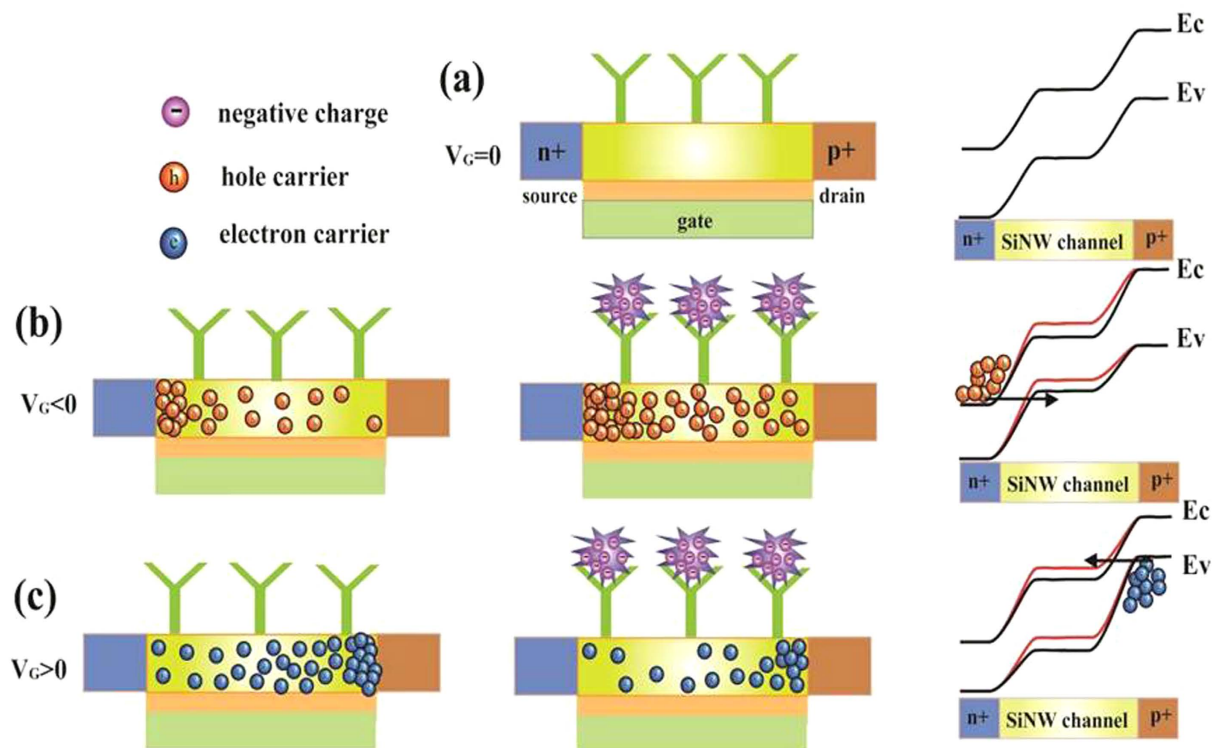 (a)
Ec
Ev
− negative charge
h hole carrier
e electron carrier
VG=0
n+
p+
source
drain
gate
n+ SiNW channel p+
(b)
VG<0
Ec
Ev
n+ SiNW channel p+
(c)
VG>0
Ec
Ev
n+ SiNW channel p+